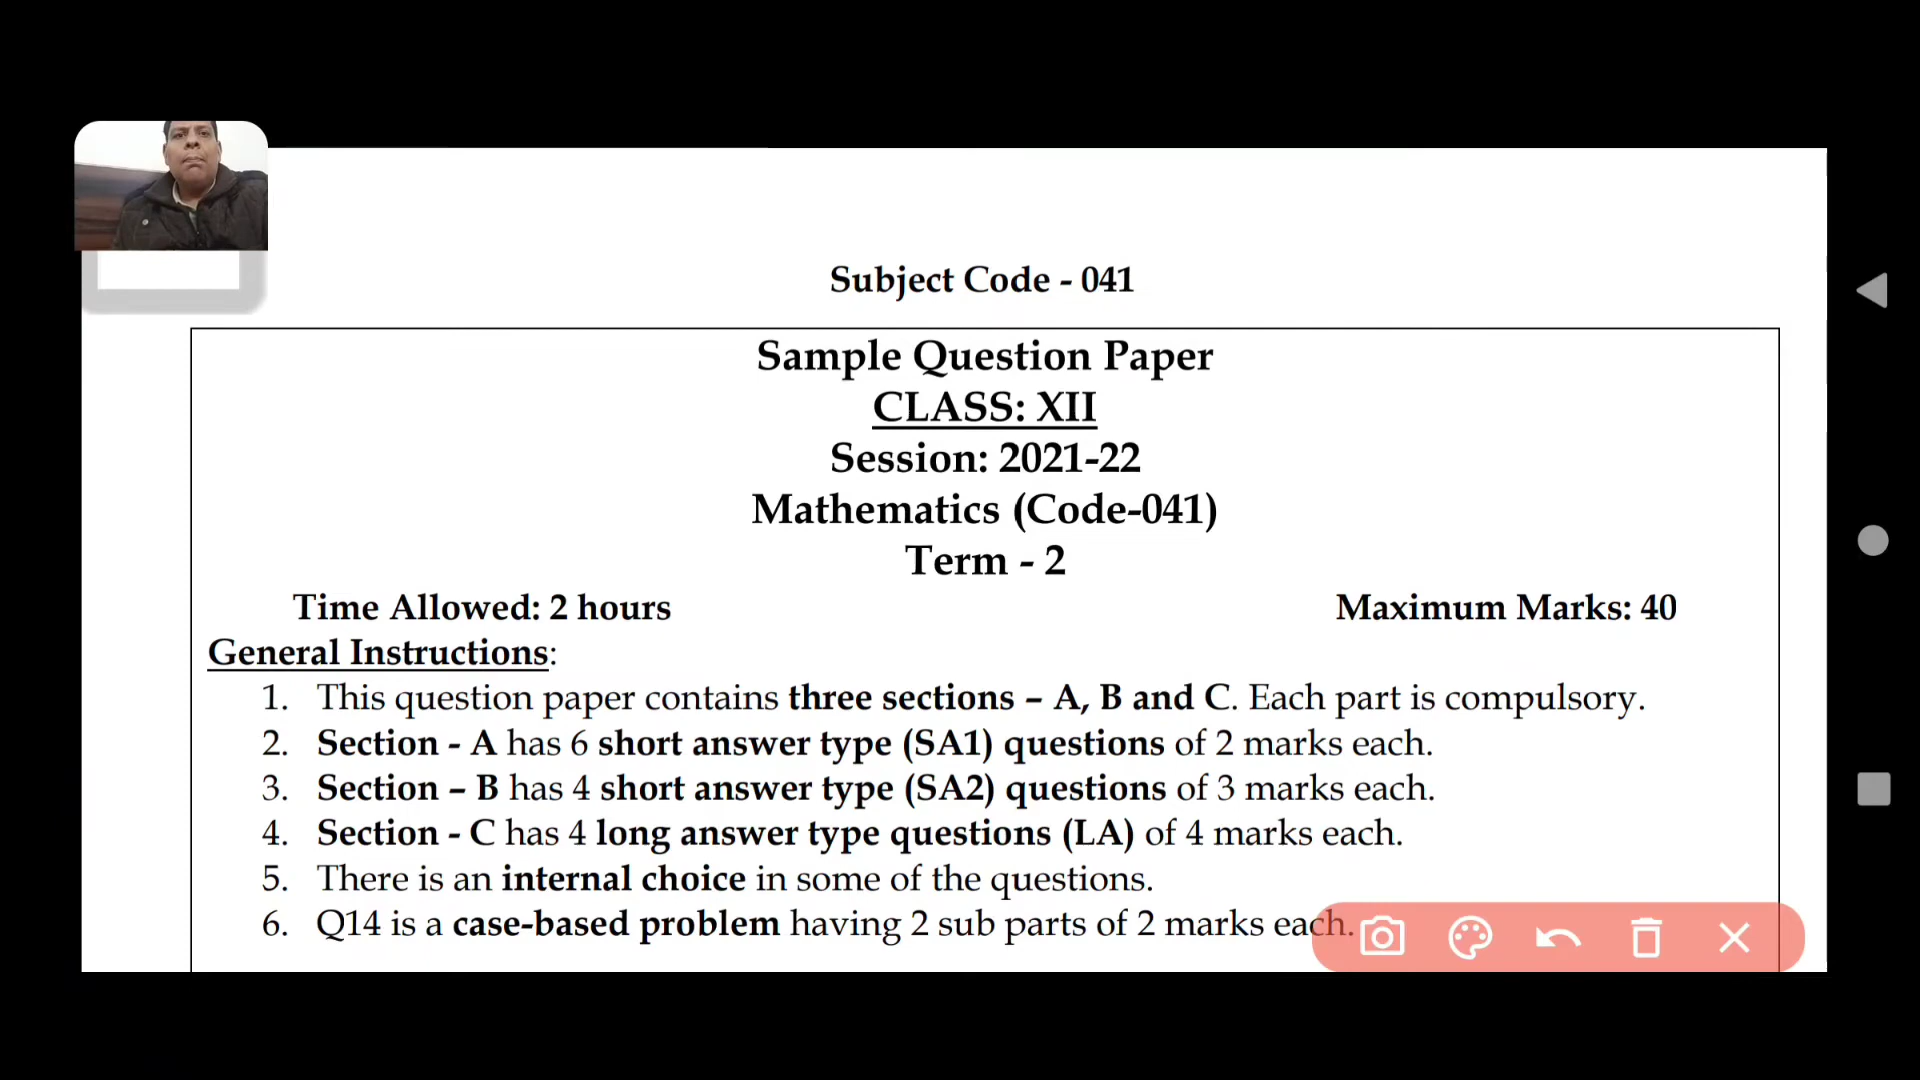 Subject Code - 041
Sample Question Paper
CLASS: XII
Session: 2021-22
Mathematics (Code-041)
Term - 2
Time Allowed: 2 hours Maximum Marks: 40
General Instructions:
1. This question paper contains three sections – A, B and C. Each part is compulsory.
2. Section - A has 6 short answer type (SA1) questions of 2 marks each.
3. Section – B has 4 short answer type (SA2) questions of 3 marks each.
4. Section - C has 4 long answer type questions (LA) of 4 marks each.
5. There is an internal choice in some of the questions.
6. Q14 is a case-based problem having 2 sub parts of 2 marks each.